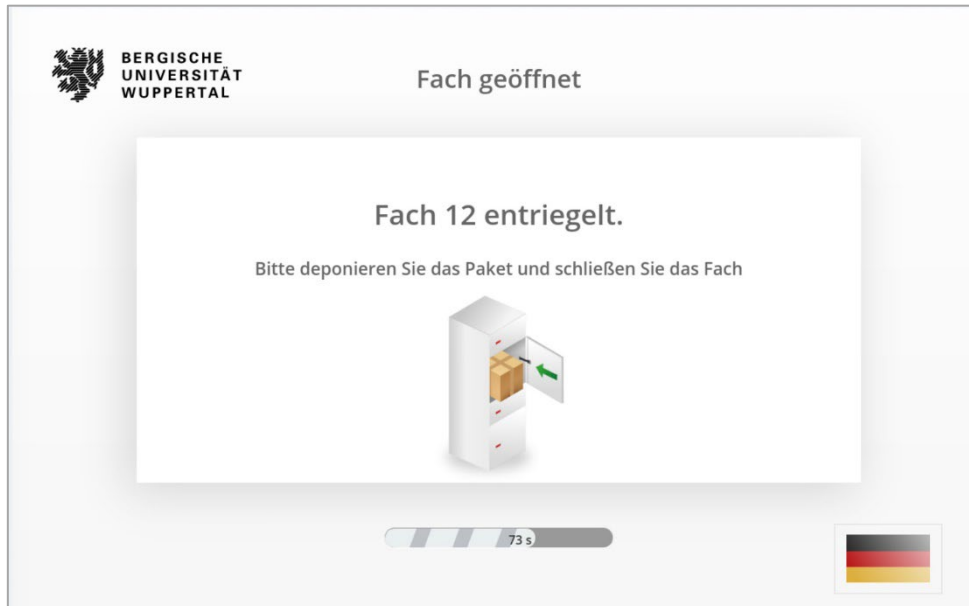 BERGISCHE
UNIVERSITÄT
WUPPERTAL
Fach geöffnet
Fach 12 entriegelt.
Bitte deponieren Sie das Paket und schließen Sie das Fach
73 s